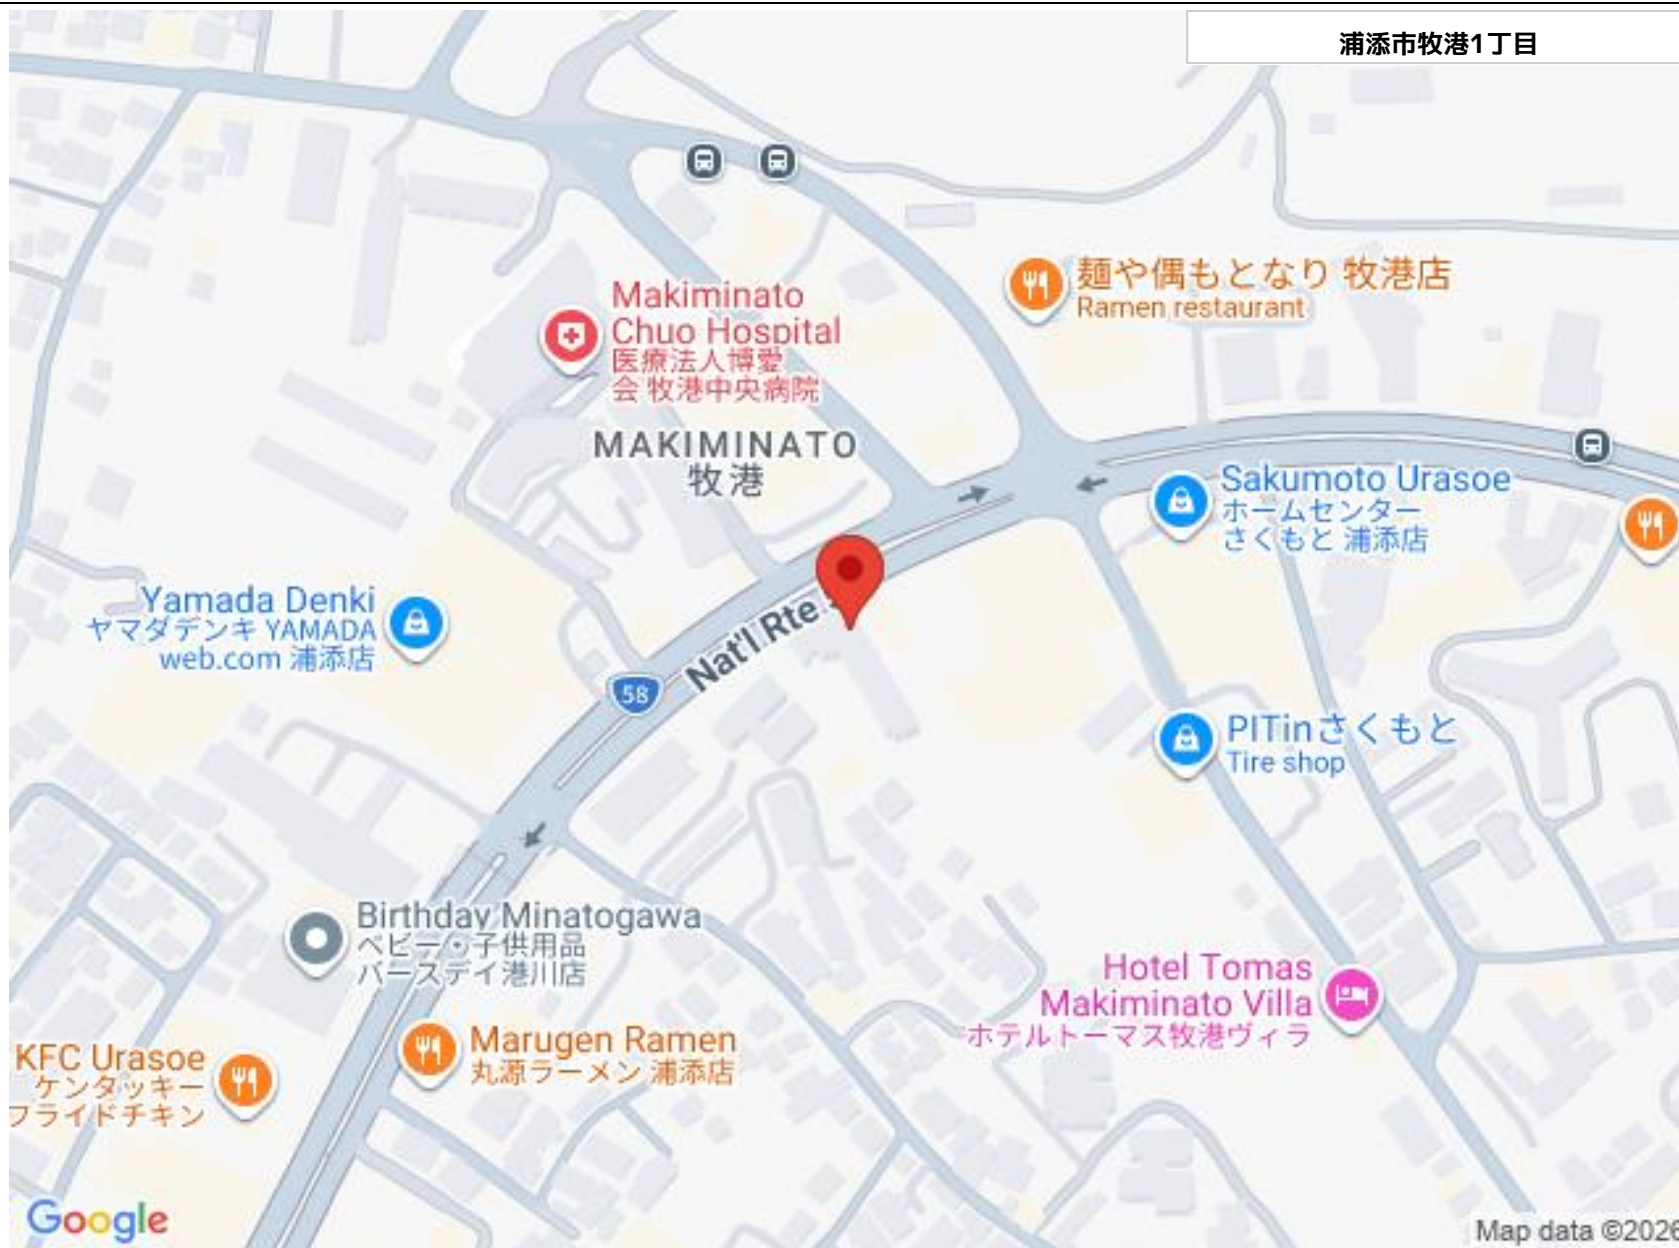 浦添市牧港1丁目
麺や偶もとなり 牧港店
Ramen restaurant
Makiminato
Chuo Hospital
医療法人博愛
会 牧港中央病院
MAKIMINATO
牧港
Sakumoto Urasoe
ホームセンター
さくもと 浦添店
Yamada Denki
ヤマダデンキ YAMADA
web.com 浦添店
Nat'l Rte
58
PITinさくもと
Tire shop
Birthday Minatogawa
ベビー・子供用品
バースデイ港川店
Hotel Tomas
Makiminato Villa
ホテルトーマス牧港ヴィラ
Marugen Ramen
丸源ラーメン 浦添店
KFC Urasoe
ケンタッキー
フライドチキン
Google
Map data ©2026